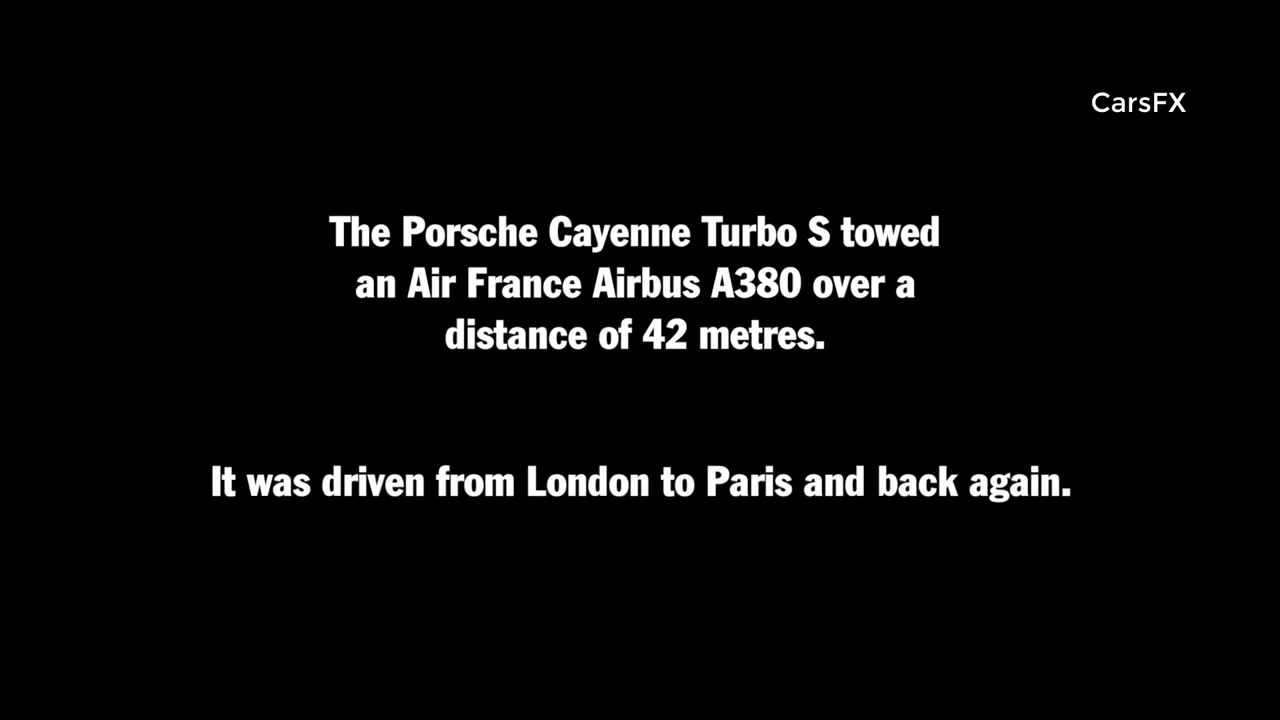 CarsFX
The Porsche Cayenne Turbo S towed
an Air France Airbus A380 over a
distance of 42 metres.
It was driven from London to Paris and back again.